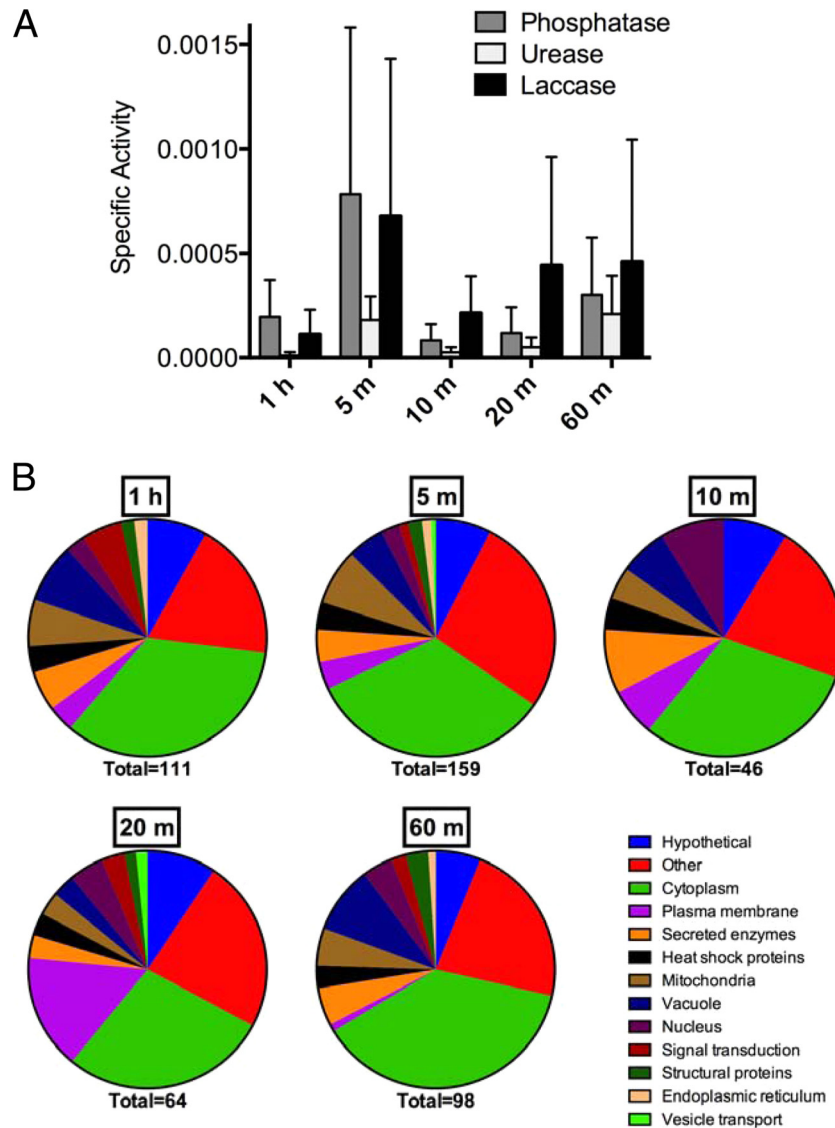 A
Phosphatase
Urease
Laccase
Specific Activity
0.0015
0.0010
0.0005
0.0000
1 h
5 m
10 m
20 m
60 m
B
1 h
5 m
10 m
Total=111
Total=159
Total=46
20 m
60 m
Total=64
Total=98
Hypothetical
Other
Cytoplasm
Plasma membrane
Secreted enzymes
Heat shock proteins
Mitochondria
Vacuole
Nucleus
Signal transduction
Structural proteins
Endoplasmic reticulum
Vesicle transport